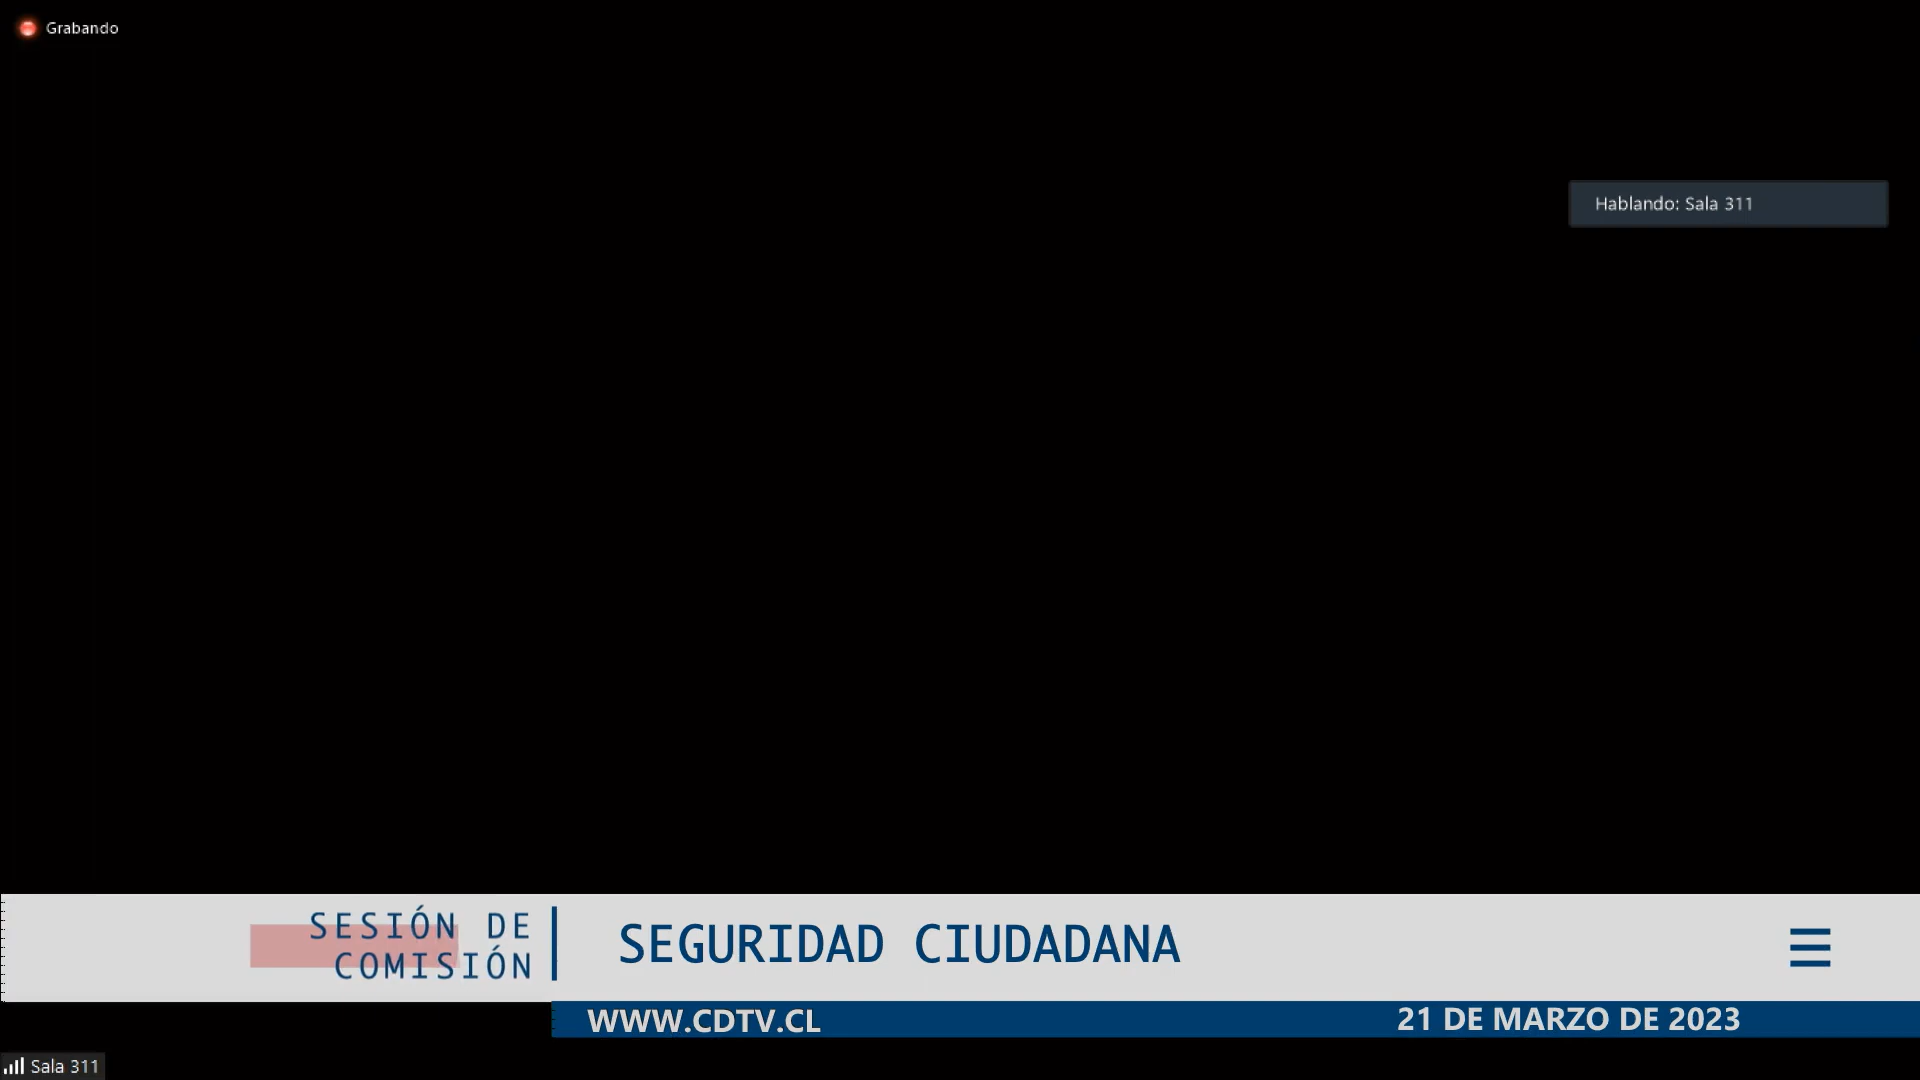 Grabando
Hablando: Sala 311
SESIÓN DE
COMISIÓN
SEGURIDAD CIUDADANA
WWW.CDTV.CL
21 DE MARZO DE 2023
Sala 311